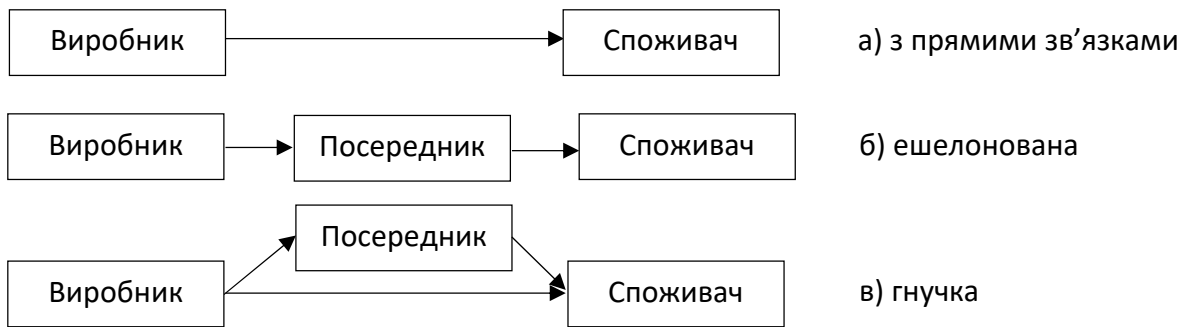 Виробник Споживач а) з прямими зв’язками
Виробник Посередник Споживач б) ешелонована
Посередник
Виробник Споживач в) гнучка